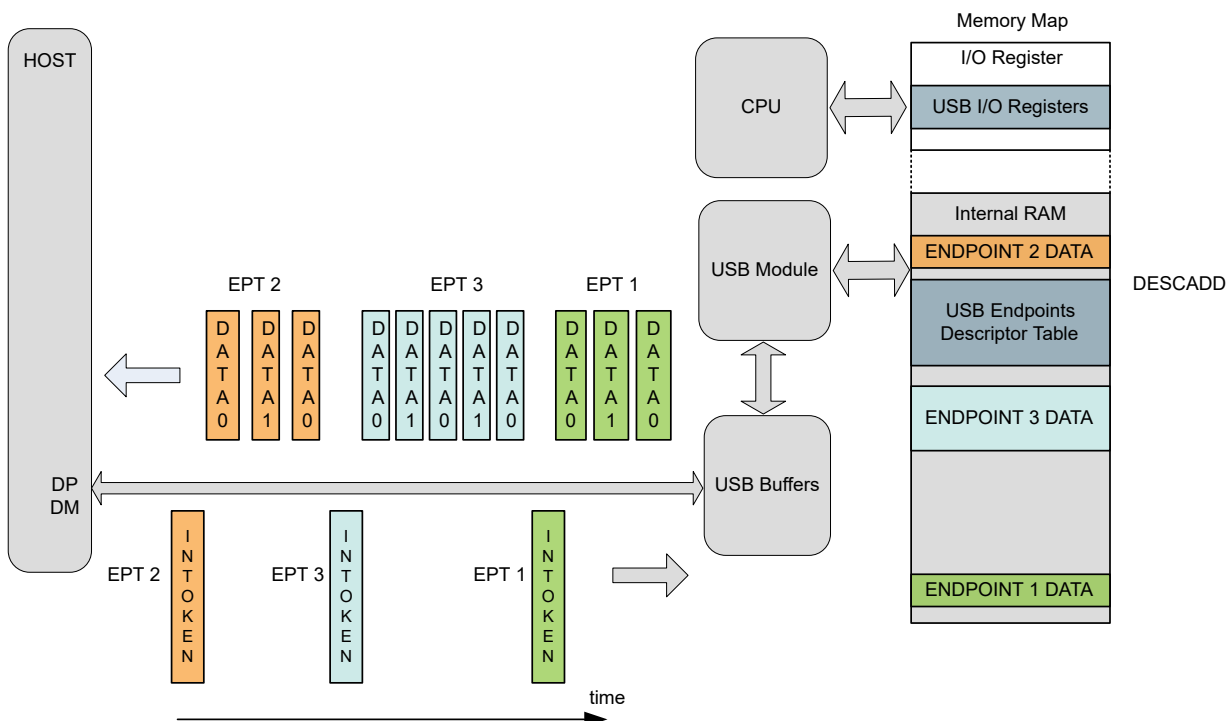 Memory Map
HOST
CPU
I/O Register
USB I/O Registers
USB Module
Internal RAM
ENDPOINT 2 DATA
DESCADD
USB Endpoints
Descriptor Table
ENDPOINT 3 DATA
ENDPOINT 1 DATA
EPT 2
EPT 3
EPT 1
DATA0
DATA1
DATA0
DATA0
DATA1
DATA0
DATA1
DATA0
DATA0
DATA1
DATA0
DP
DM
USB Buffers
EPT 2
INTOKEN
EPT 3
INTOKEN
EPT 1
INTOKEN
time